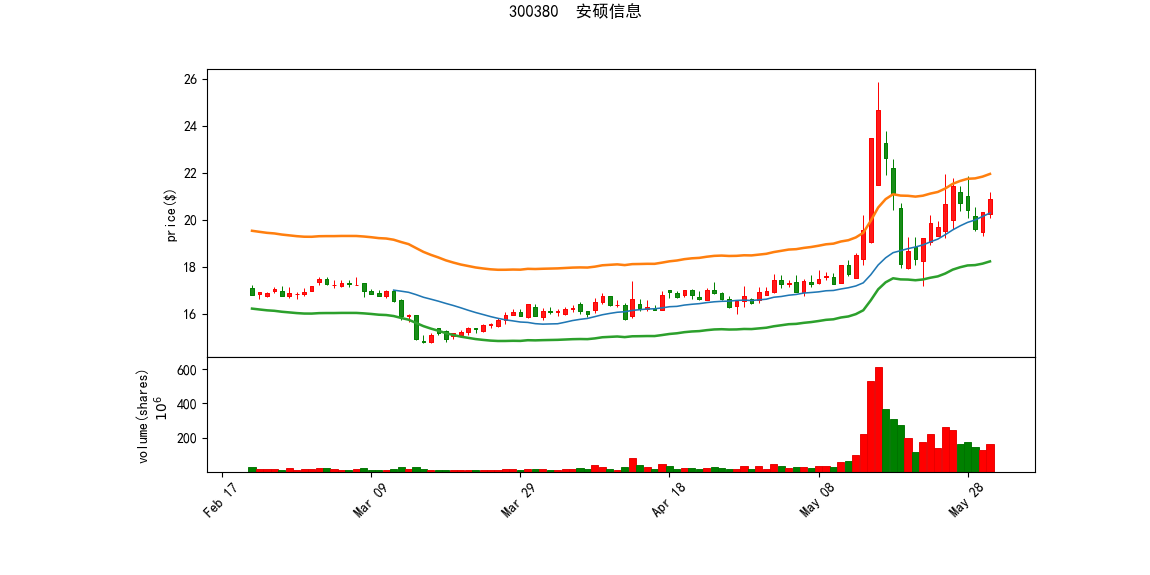 300380 安硕信息
26
24
22
20
18
16
price($)
600
400
200
volume(shares)
10^6
Feb 17
Mar 09
Mar 29
Apr 18
May 08
May 28